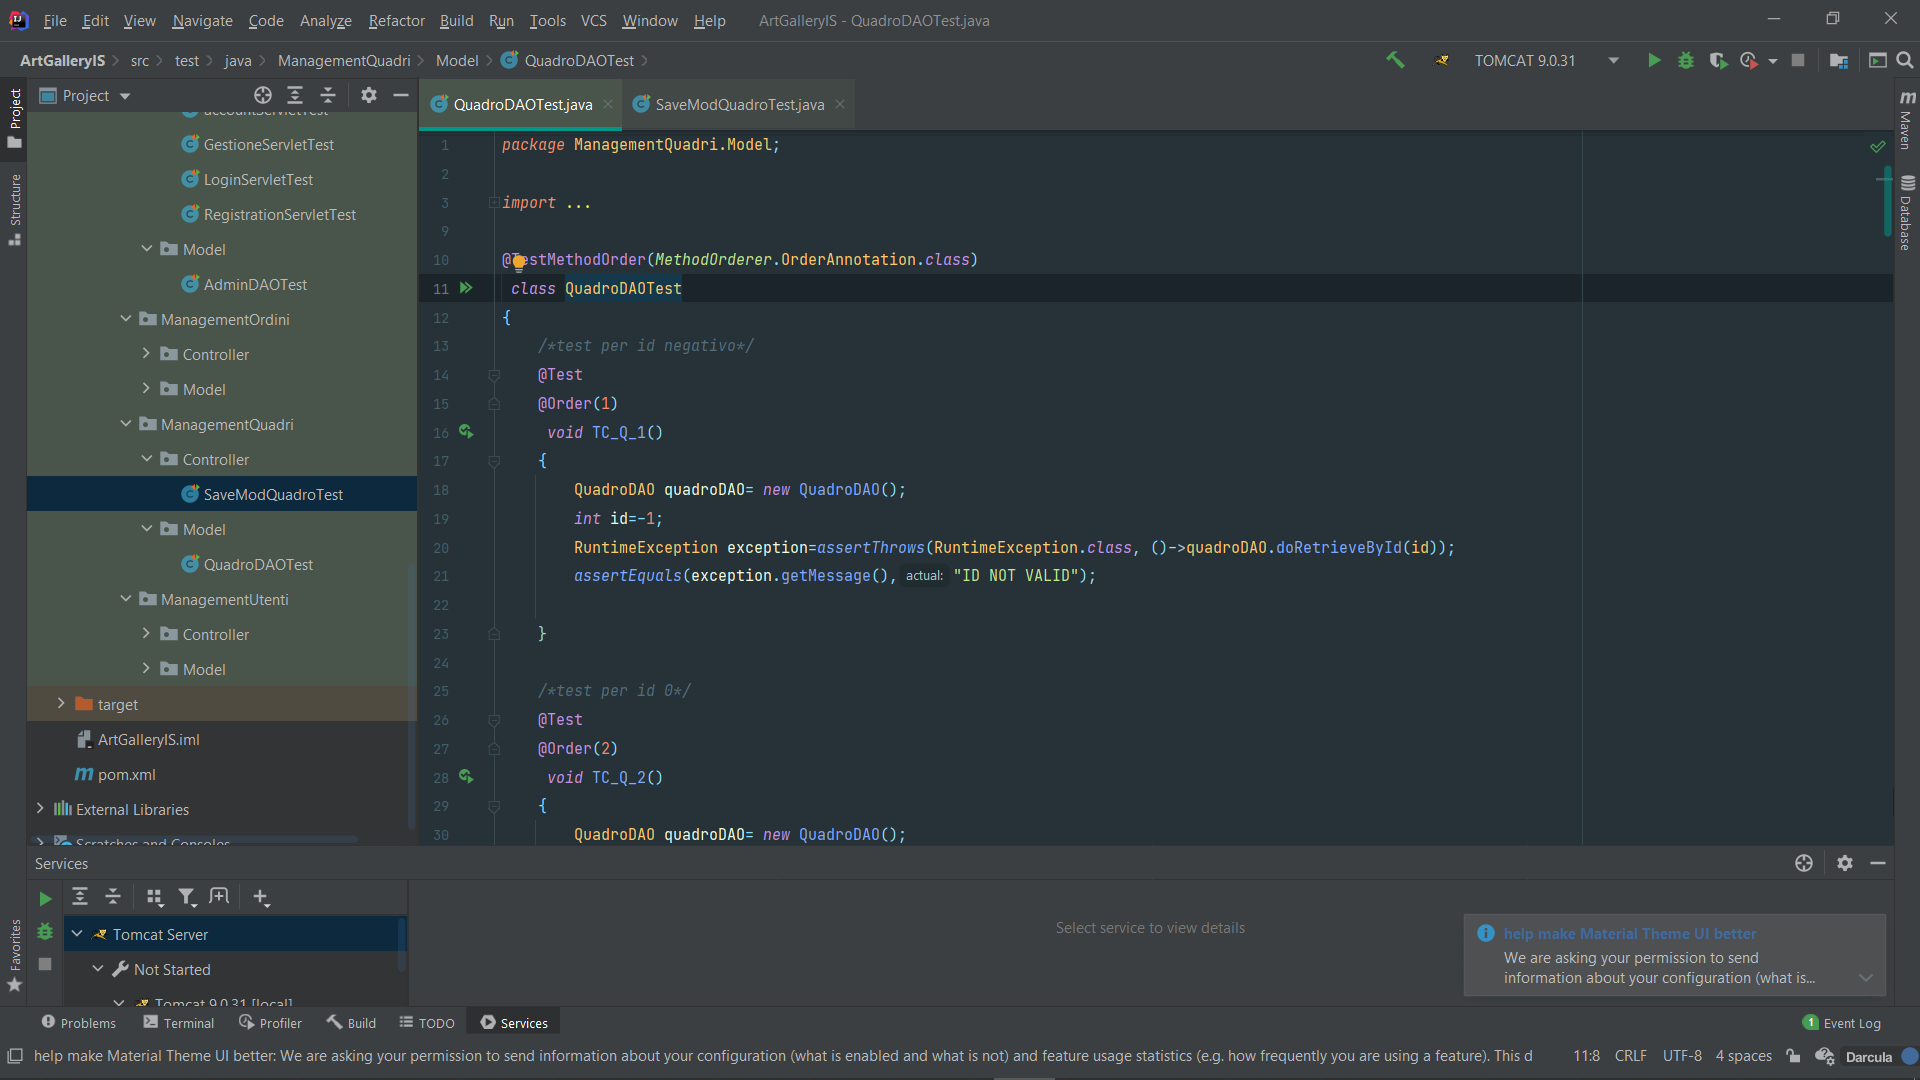 File Edit View Navigate Code Analyze Refactor Build Run Tools VCS Window Help ArtGalleryIS - QuadroDAOTest.java
ArtGalleryIS src test java ManagementQuadri Model QuadroDAOTest TOMCAT 9.0.31
Project
Structure
Favorites
Project
GestioneServletTest
LoginServletTest
RegistrationServletTest
Model
AdminDAOTest
ManagementOrdini
Controller
Model
ManagementQuadri
Controller
SaveModQuadroTest
Model
QuadroDAOTest
ManagementUtenti
Controller
Model
target
ArtGalleryIS.iml
pom.xml
External Libraries
Scratches and Consoles
QuadroDAOTest.java SaveModQuadroTest.java
1 package ManagementQuadri.Model;
2
3 import ...
9
10 @TestMethodOrder(MethodOrderer.OrderAnnotation.class)
11 class QuadroDAOTest
12 {
13 /*test per id negativo*/
14 @Test
15 @Order(1)
16 void TC_Q_1()
17 {
18 QuadroDAO quadroDAO= new QuadroDAO();
19 int id=-1;
20 RuntimeException exception=assertThrows(RuntimeException.class, ()->quadroDAO.doRetrieveById(id));
21 assertEquals(exception.getMessage(), actual: "ID NOT VALID");
22
23 }
24
25 /*test per id 0*/
26 @Test
27 @Order(2)
28 void TC_Q_2()
29 {
30 QuadroDAO quadroDAO= new QuadroDAO();
Maven
Database
Services
Tomcat Server
Not Started
Tomcat 9.0.31 [local]
Select service to view details
help make Material Theme UI better
We are asking your permission to send
information about your configuration (what is...
Problems Terminal Profiler Build TODO Services 1 Event Log
help make Material Theme UI better: We are asking your permission to send information about your configuration (what is enabled and what is not) and feature usage statistics (e.g. how frequently you are using a feature). This d 11:8 CRLF UTF-8 4 spaces Darcula